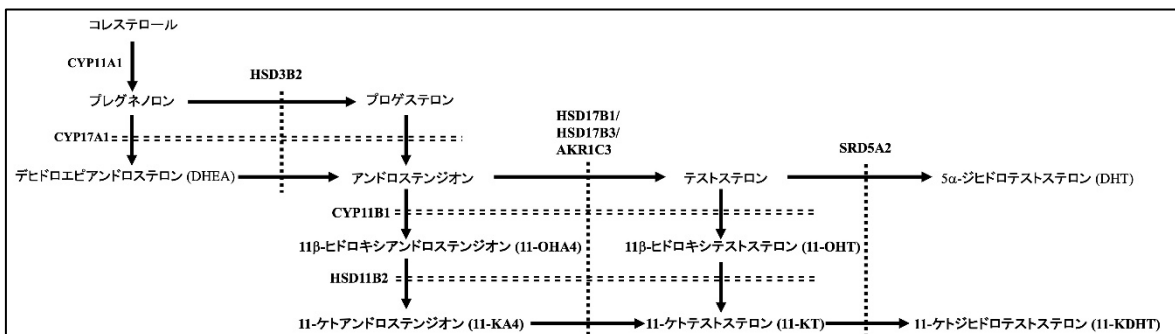 コレステロール
CYP11A1
HSD3B2
プレグネノロン
プロゲステロン
HSD17B1/
HSD17B3/
AKR1C3
CYP17A1
SRD5A2
デヒドロエピアンドロステロン (DHEA)
アンドロステンジオン
テストステロン
5α-ジヒドロテストステロン (DHT)
CYP11B1
11β-ヒドロキシアンドロステンジオン (11-OHA4)
11β-ヒドロキシテストステロン (11-OHT)
HSD11B2
11-ケトアンドロステンジオン (11-KA4)
11-ケトテストステロン (11-KT)
11-ケトジヒドロテストステロン (11-KDHT)